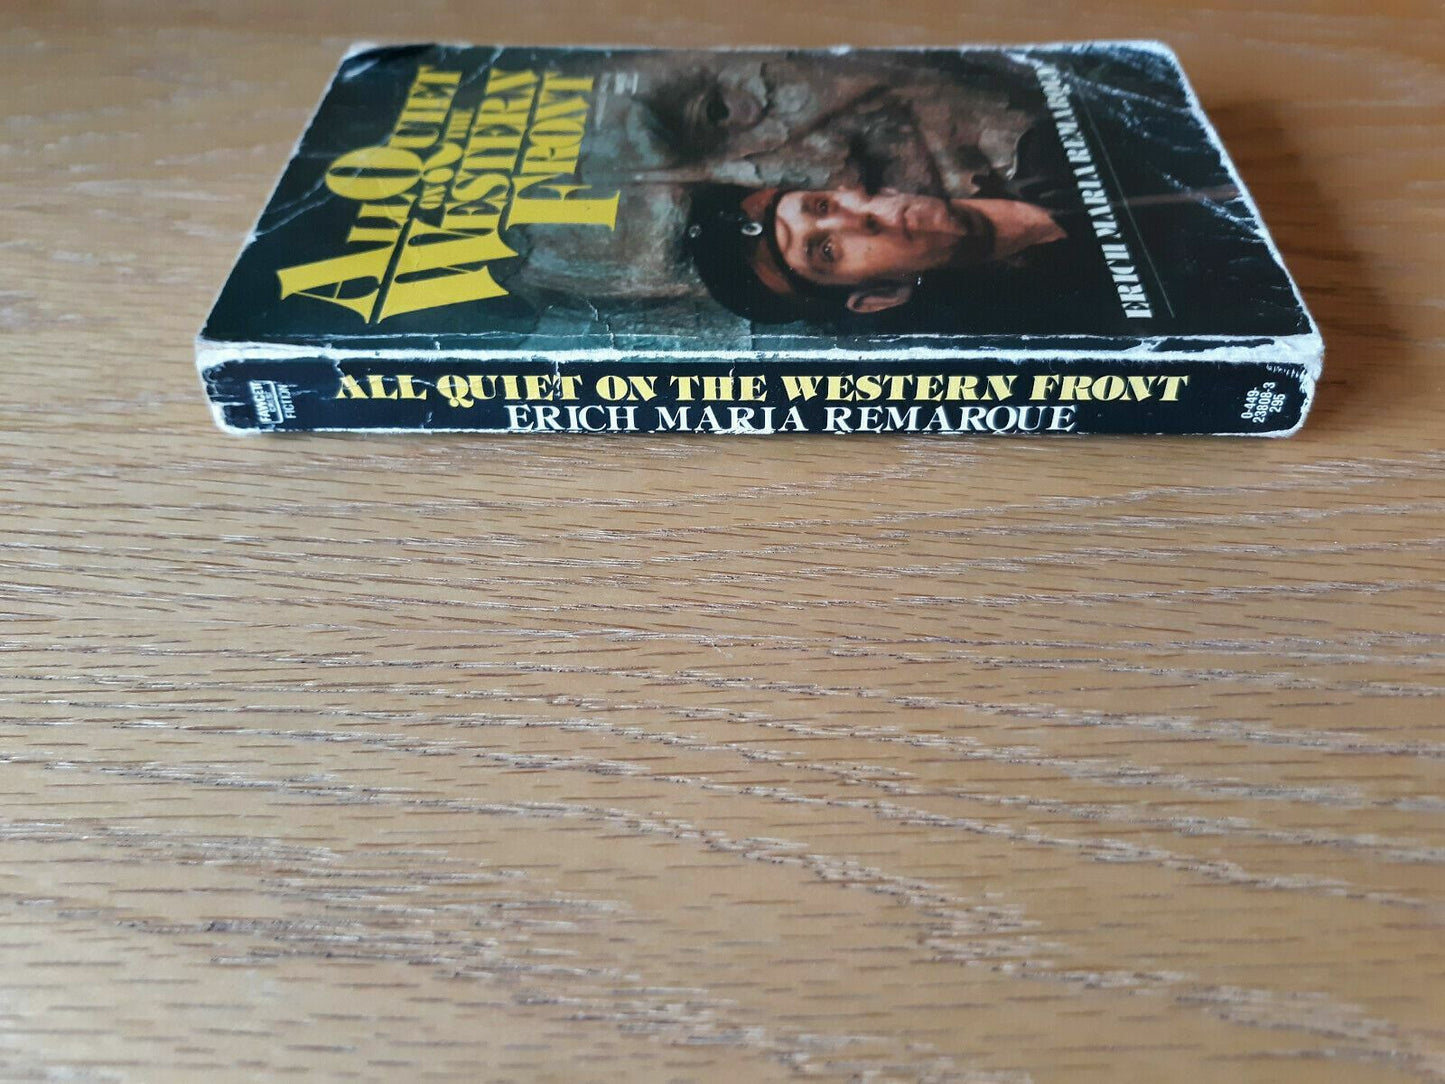 ALL QUIET
ON THE
WESTERN
FRONT
ERICH MARIA REMARQUE
FAWCETT
CREST
FICTION
ALL QUIET ON THE WESTERN FRONT
ERICH MARIA REMARQUE
0-449-
23808-3
295